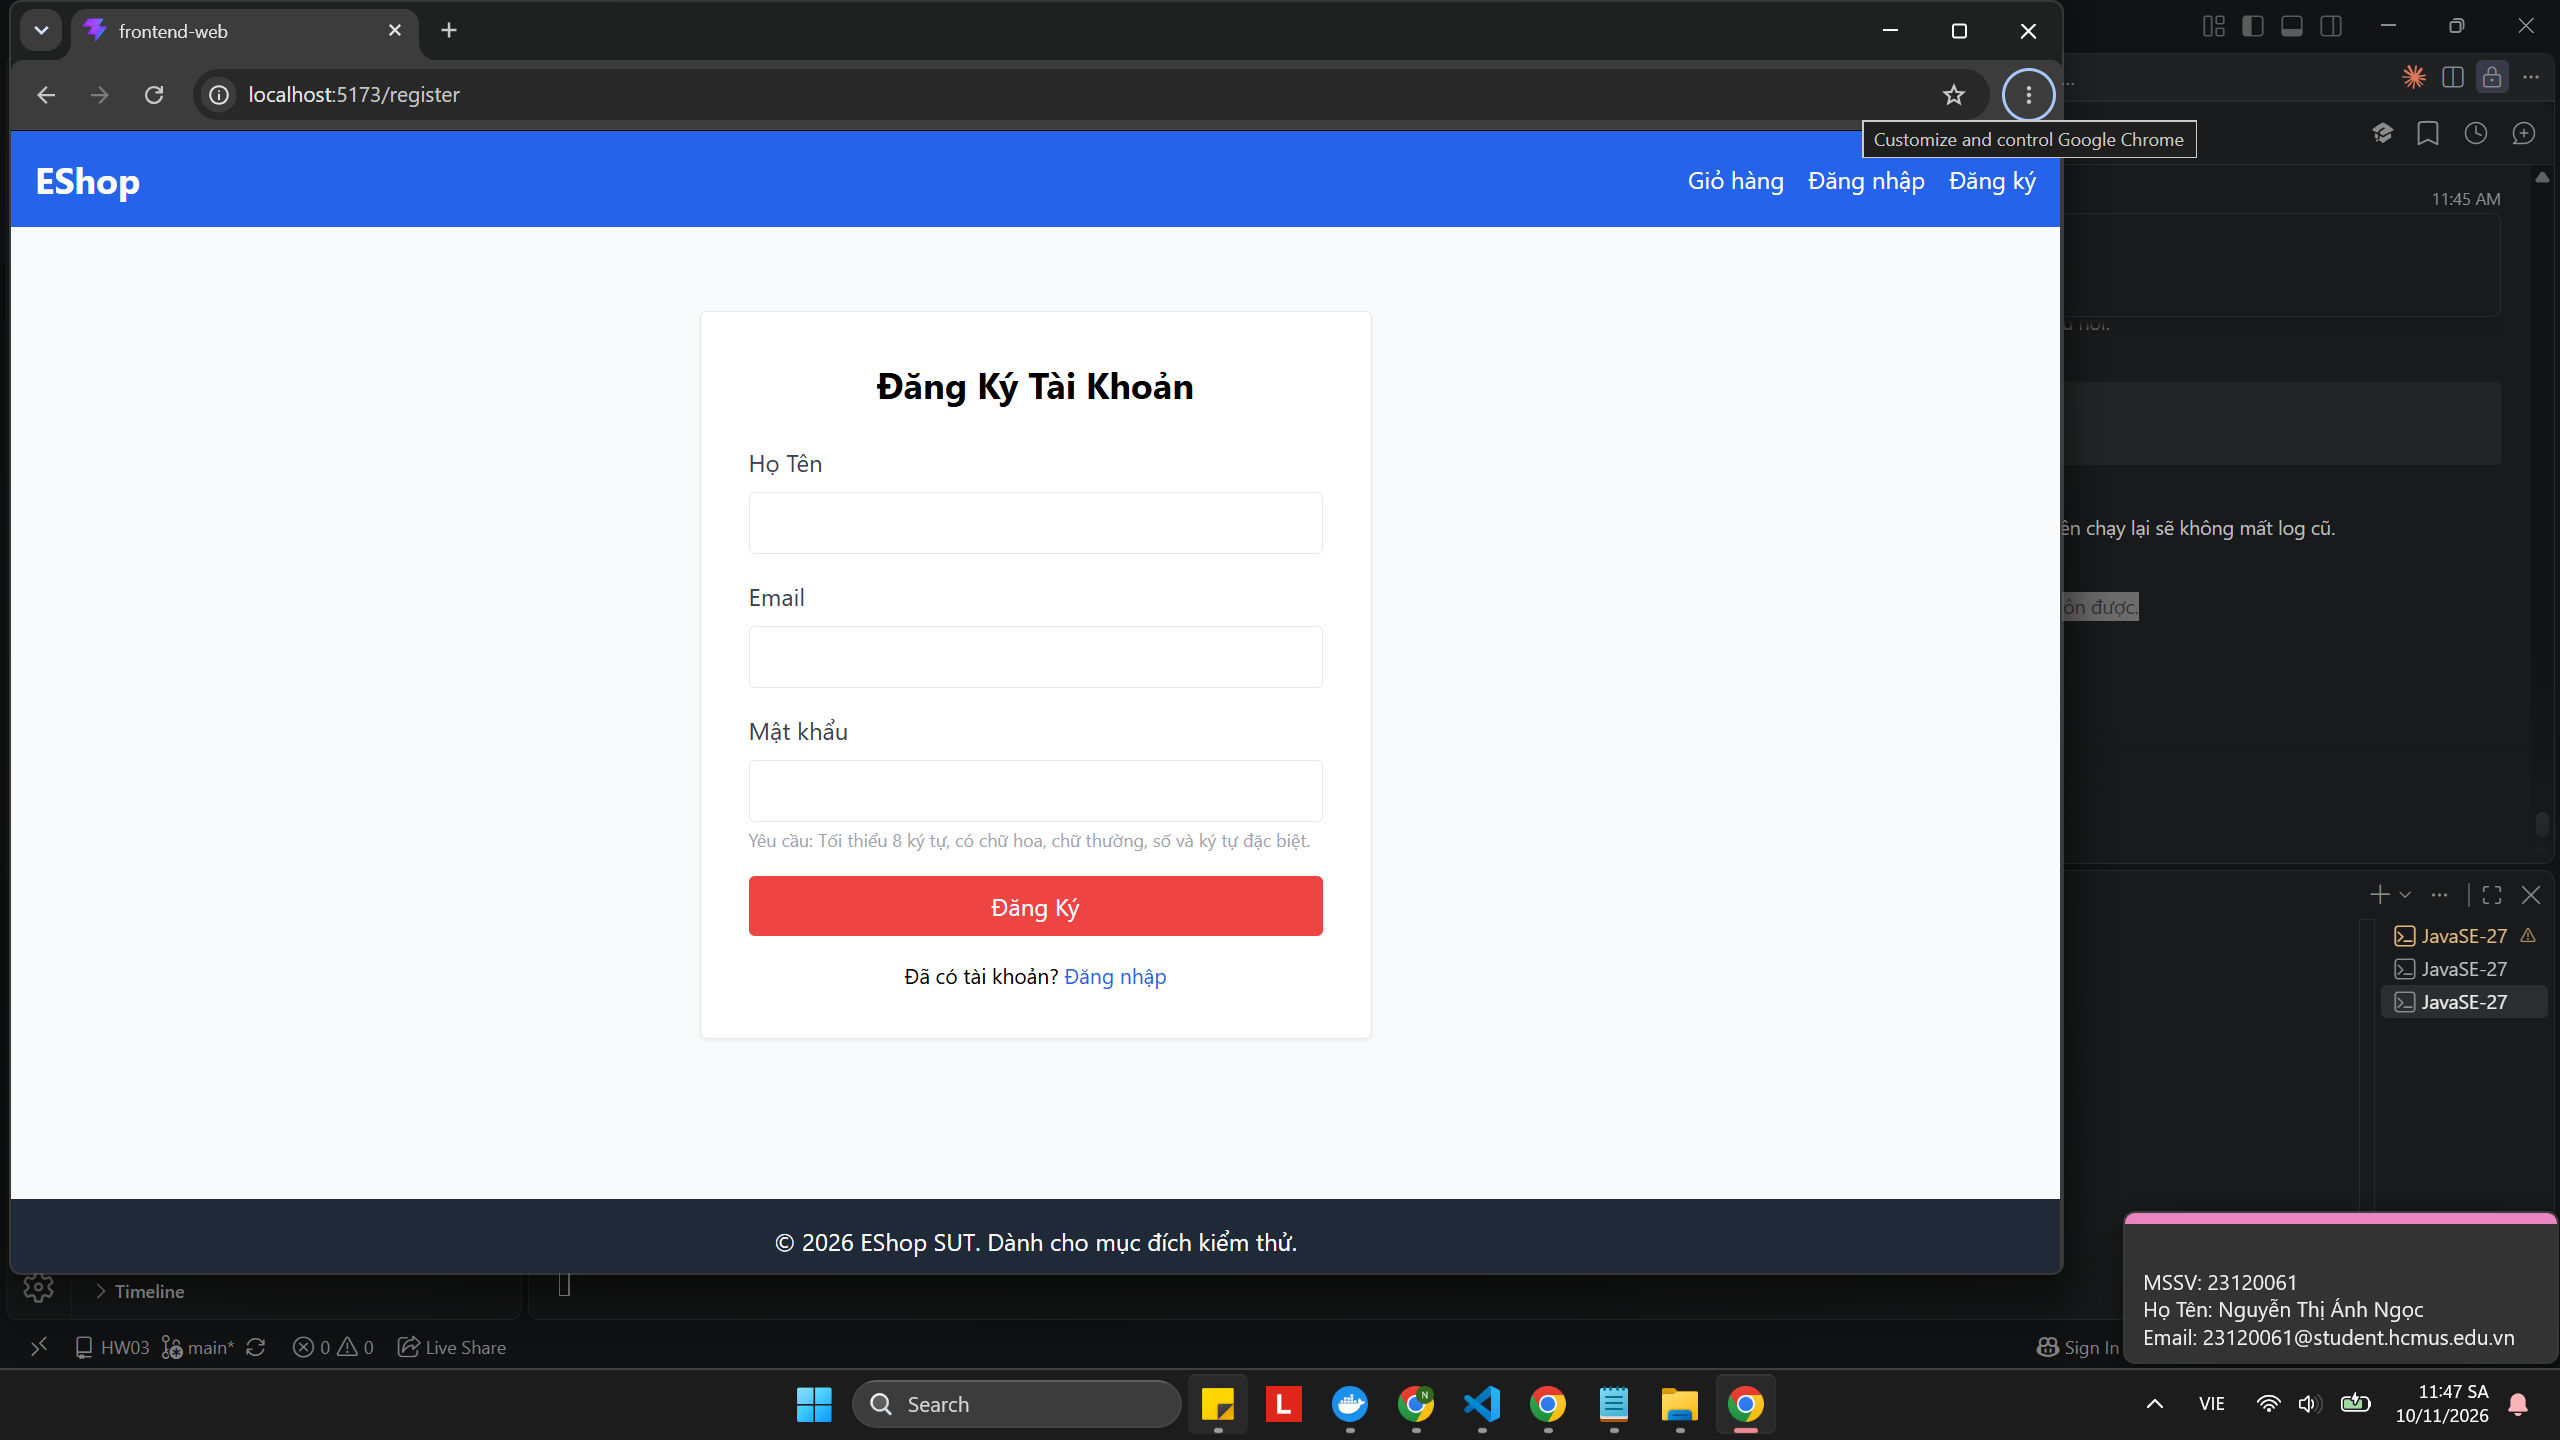 frontend-web
localhost:5173/register
Customize and control Google Chrome
EShop
Giỏ hàng Đăng nhập Đăng ký
11:45 AM
Đăng Ký Tài Khoản
Họ Tên
Email
Mật khẩu
Yêu cầu: Tối thiểu 8 ký tự, có chữ hoa, chữ thường, số và ký tự đặc biệt.
Đăng Ký
Đã có tài khoản? Đăng nhập
© 2026 EShop SUT. Dành cho mục đích kiểm thử.
chạy lại sẽ không mất log cũ.
được.
JavaSE-27
JavaSE-27
JavaSE-27
Timeline
MSSV: 23120061
Họ Tên: Nguyễn Thị Ánh Ngọc
Email: 23120061@student.hcmus.edu.vn
HW03 main* 0 0 Live Share
Sign In
Search
L
N
VIE
11:47 SA
10/11/2026